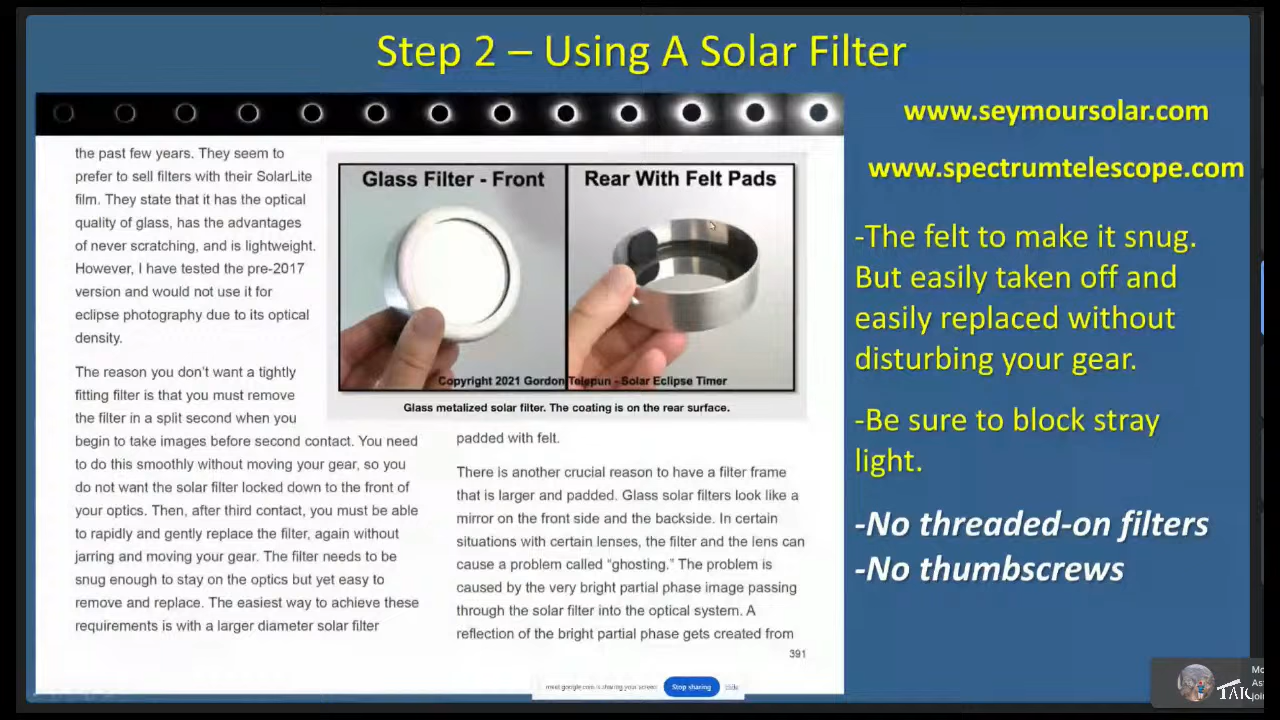 Step 2 – Using A Solar Filter
the past few years. They seem to
prefer to sell filters with their SolarLite
film. They state that it has the optical
quality of glass, has the advantages
of never scratching, and is lightweight.
However, I have tested the pre-2017
version and would not use it for
eclipse photography due to its optical
density.
The reason you don't want a tightly
fitting filter is that you must remove
the filter in a split second when you
begin to take images before second contact. You need
to do this smoothly without moving your gear, so you
do not want the solar filter locked down to the front of
your optics. Then, after third contact, you must be able
to rapidly and gently replace the filter, again without
jarring and moving your gear. The filter needs to be
snug enough to stay on the optics but yet easy to
remove and replace. The easiest way to achieve these
requirements is with a larger diameter solar filter
Glass Filter - Front
Rear With Felt Pads
Copyright 2021 Gordon Telepun - Solar Eclipse Timer
Glass metalized solar filter. The coating is on the rear surface.
padded with felt.
There is another crucial reason to have a filter frame
that is larger and padded. Glass solar filters look like a
mirror on the front side and the backside. In certain
situations with certain lenses, the filter and the lens can
cause a problem called "ghosting." The problem is
caused by the very bright partial phase image passing
through the solar filter into the optical system. A
reflection of the bright partial phase gets created from
391
www.seymoursolar.com
www.spectrumtelescope.com
-The felt to make it snug.
But easily taken off and
easily replaced without
disturbing your gear.
-Be sure to block stray
light.
-No threaded-on filters
-No thumbscrews
meet.google.com is sharing your screen.
Stop sharing
Hide